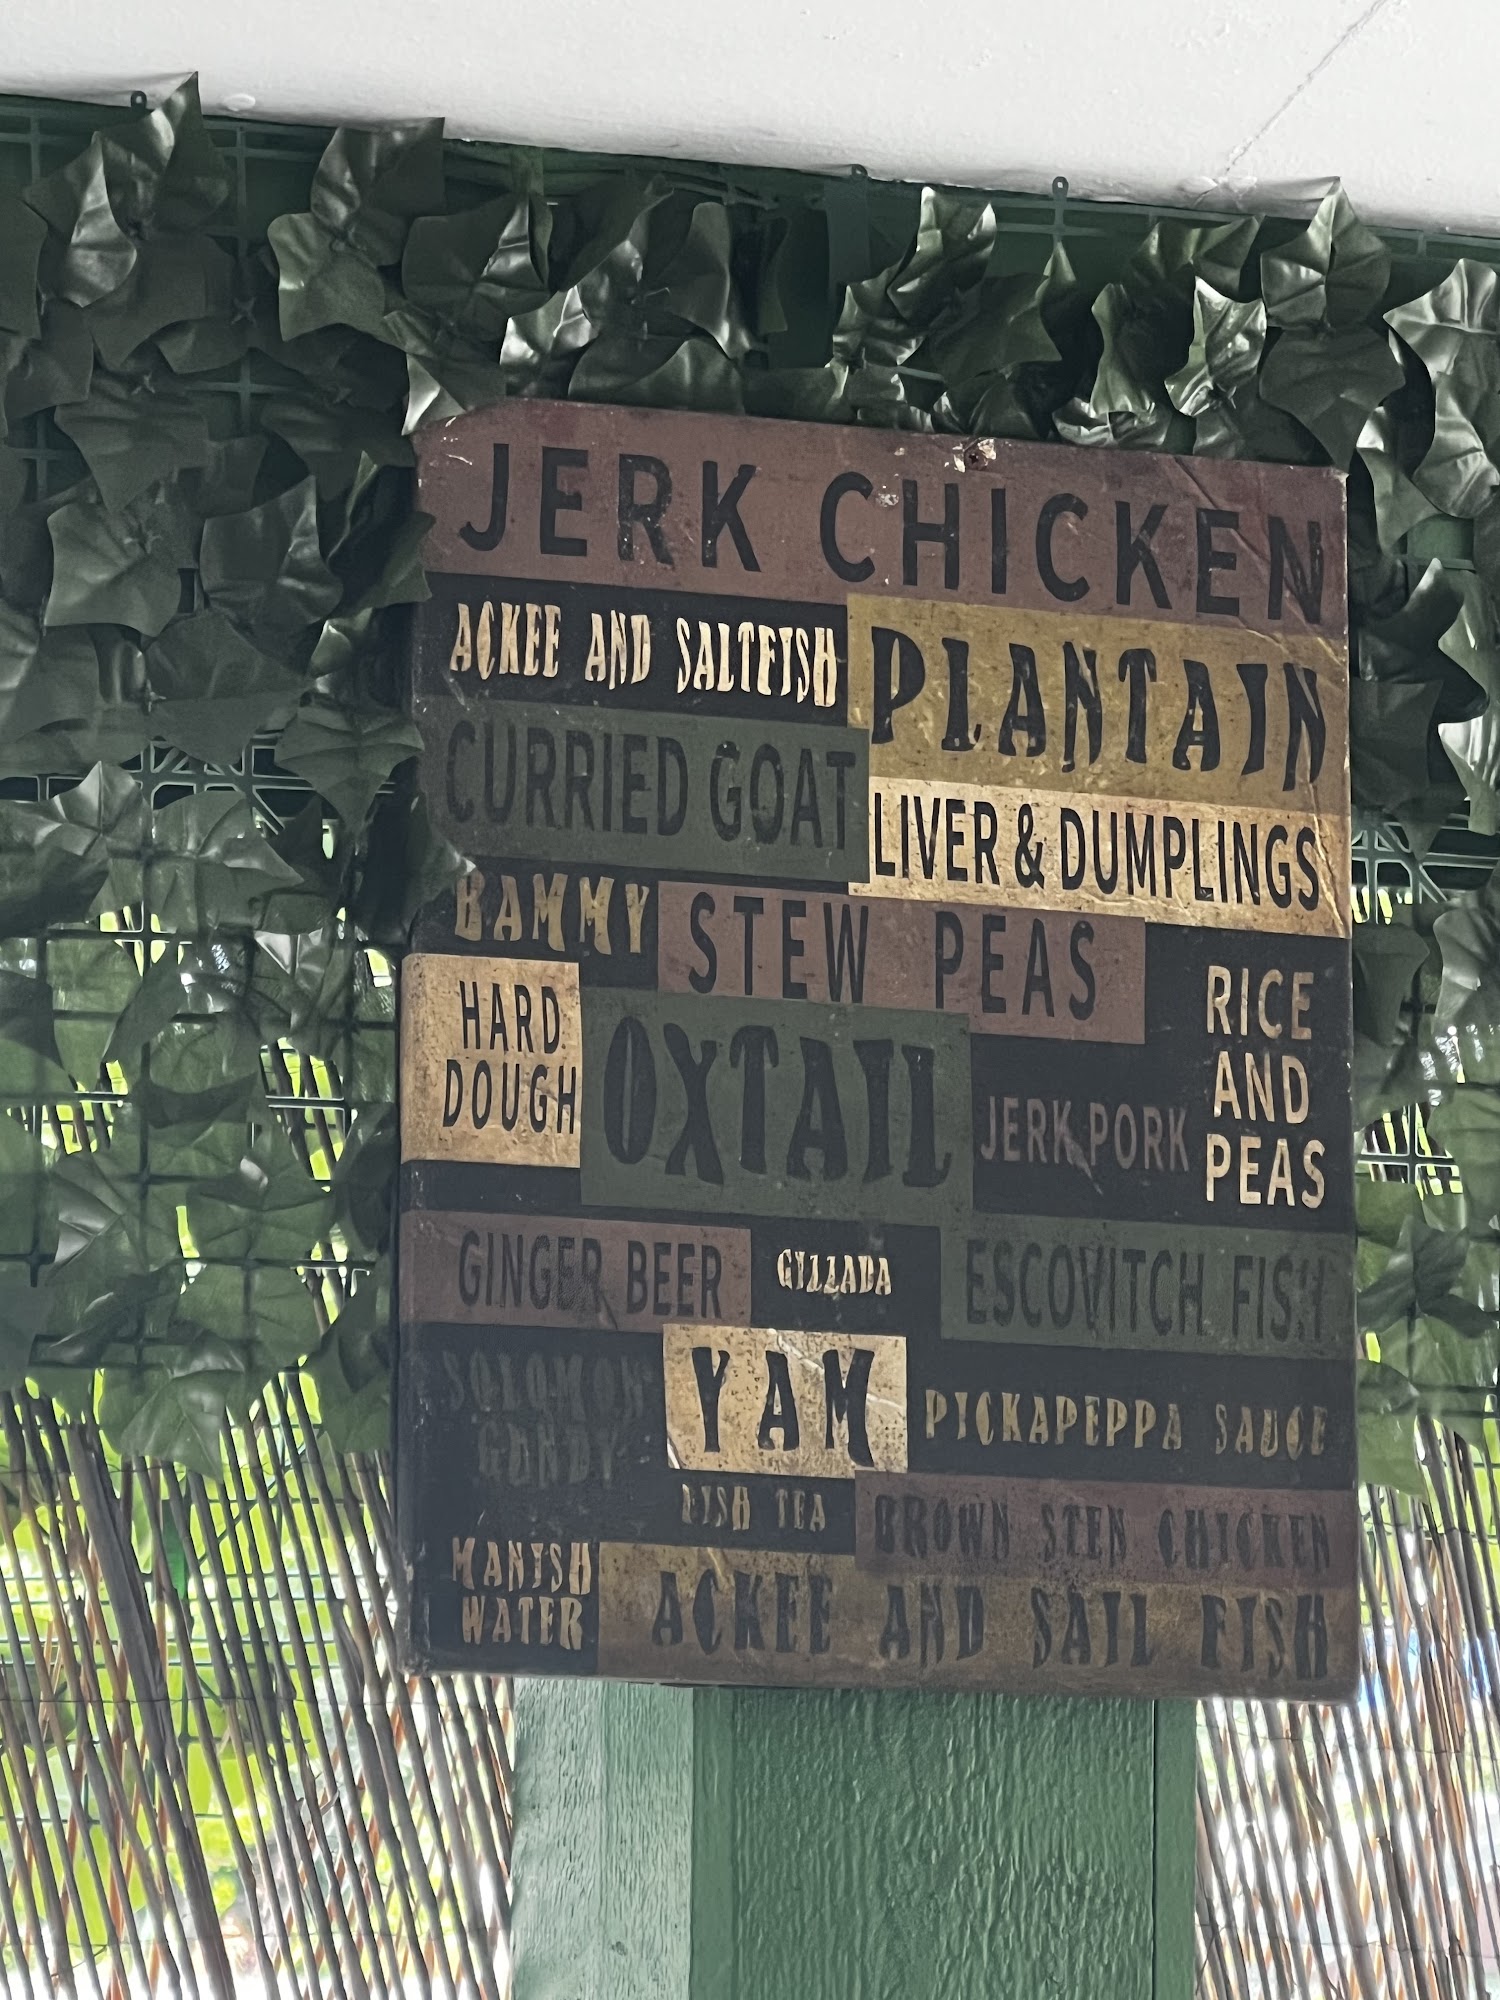 JERK CHICKEN
ACKEE AND SALTFISH
PLANTAIN
CURRIED GOAT
LIVER & DUMPLINGS
BAMMY
STEW PEAS
HARD
DOUGH
OXTAIL
JERK PORK
RICE
AND
PEAS
GINGER BEER
GIZZADA
ESCOVITCH FISH
SOLOMON
GUNDY
YAM
PICKAPEPPA SAUCE
FISH TEA
BROWN STEN CHICKEN
MANISH
WATER
ACKEE AND SAIL FISH